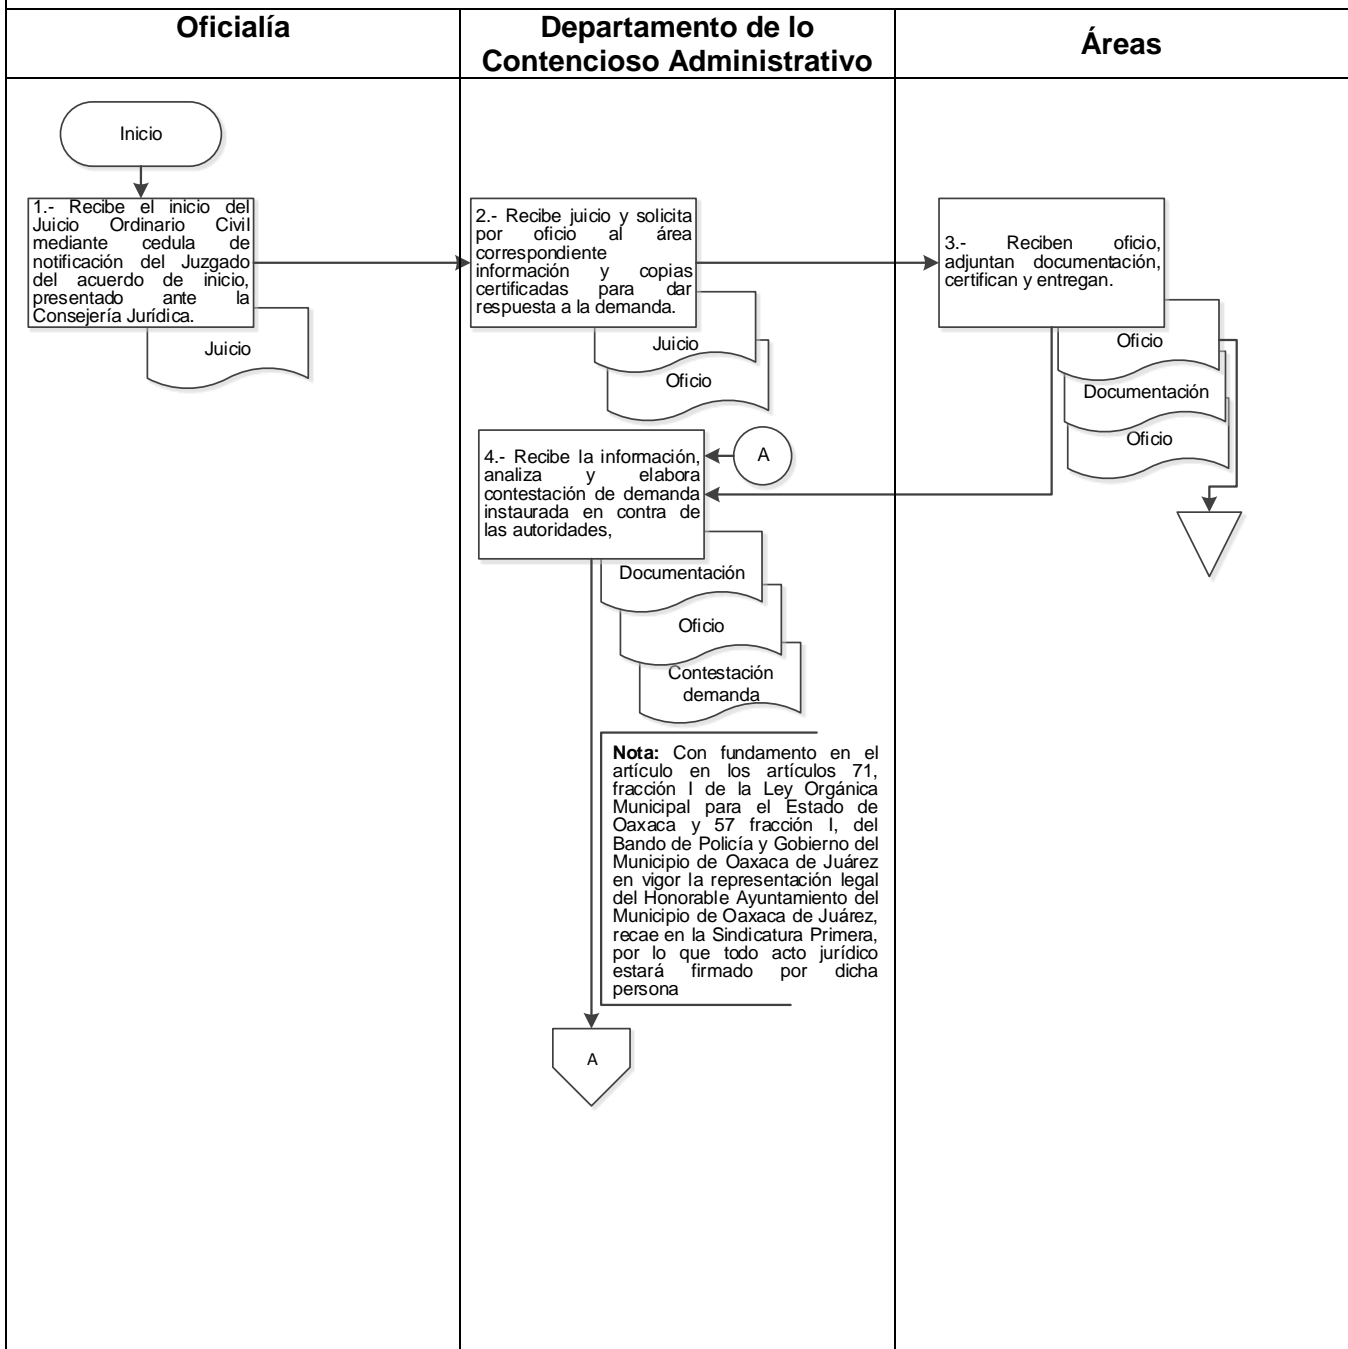 Oficialía
Departamento de lo
Contencioso Administrativo
Áreas
Inicio
1.- Recibe el inicio del
Juicio Ordinario Civil
mediante cedula de
notificación del Juzgado
del acuerdo de inicio,
presentado ante la
Consejería Jurídica.
Juicio
2.- Recibe juicio y solicita
por oficio al área
correspondiente
información y copias
certificadas para dar
respuesta a la demanda.
Juicio
Oficio
3.- Reciben oficio,
adjuntan documentación,
certifican y entregan.
Oficio
Documentación
Oficio
4.- Recibe la información,
analiza y elabora
contestación de demanda
instaurada en contra de
las autoridades,
A
Documentación
Oficio
Contestación
demanda
Nota: Con fundamento en el
artículo en los artículos 71,
fracción I de la Ley Orgánica
Municipal para el Estado de
Oaxaca y 57 fracción I, del
Bando de Policía y Gobierno del
Municipio de Oaxaca de Juárez
en vigor la representación legal
del Honorable Ayuntamiento del
Municipio de Oaxaca de Juárez,
recae en la Sindicatura Primera,
por lo que todo acto jurídico
estará firmado por dicha
persona
A